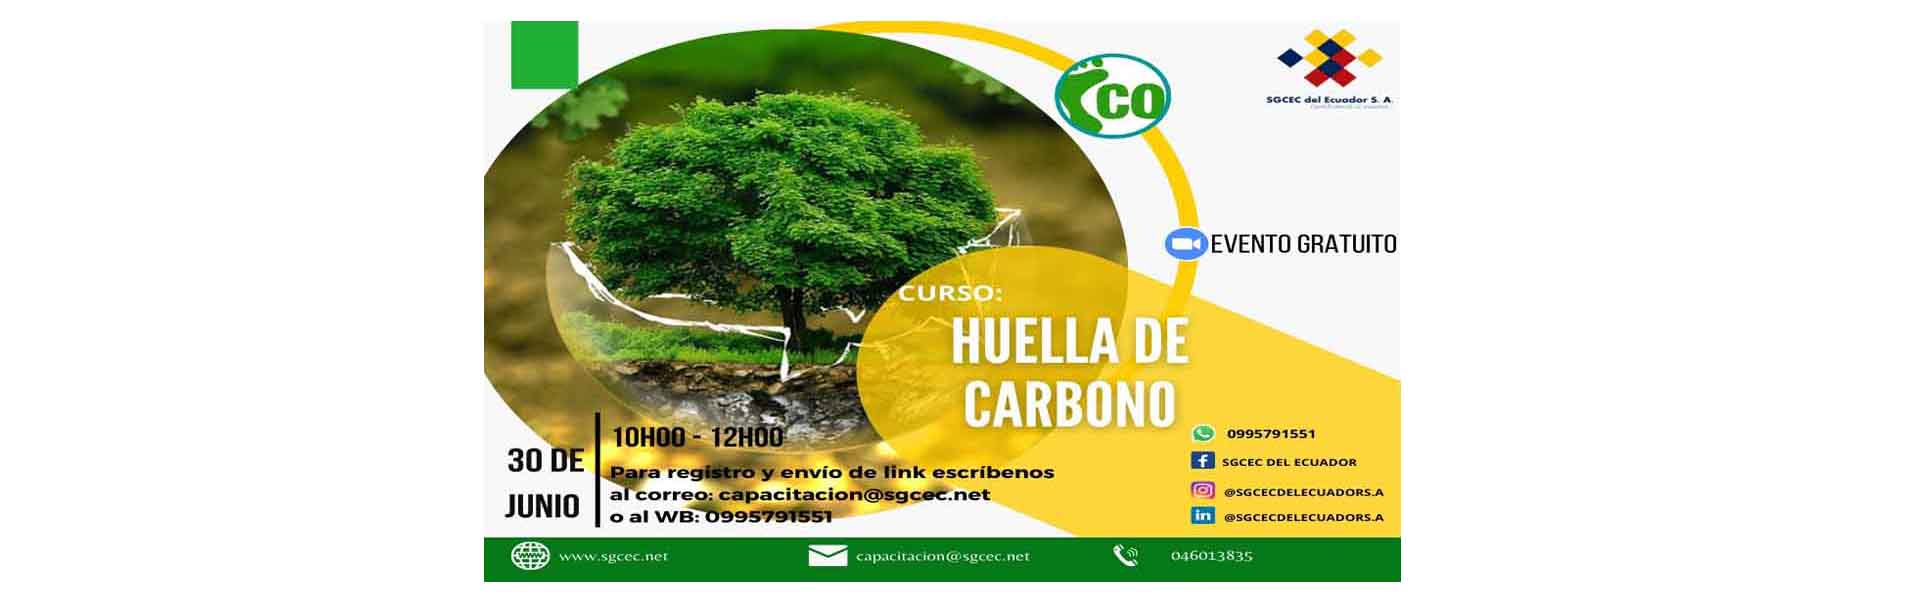 CO
SGCEC del Ecuador S. A.
EVENTO GRATUITO
CURSO:
HUELLA DE
CARBONO
30 DE
JUNIO
10H00 - 12H00
Para registro y envío de link escríbenos
al correo: capacitacion@sgcec.net
o al WB: 0995791551
0995791551
SGCEC DEL ECUADOR
@SGCECDELECUADORS.A
@SGCECDELECUADORS.A
www.sgcec.net
capacitacion@sgcec.net
046013835